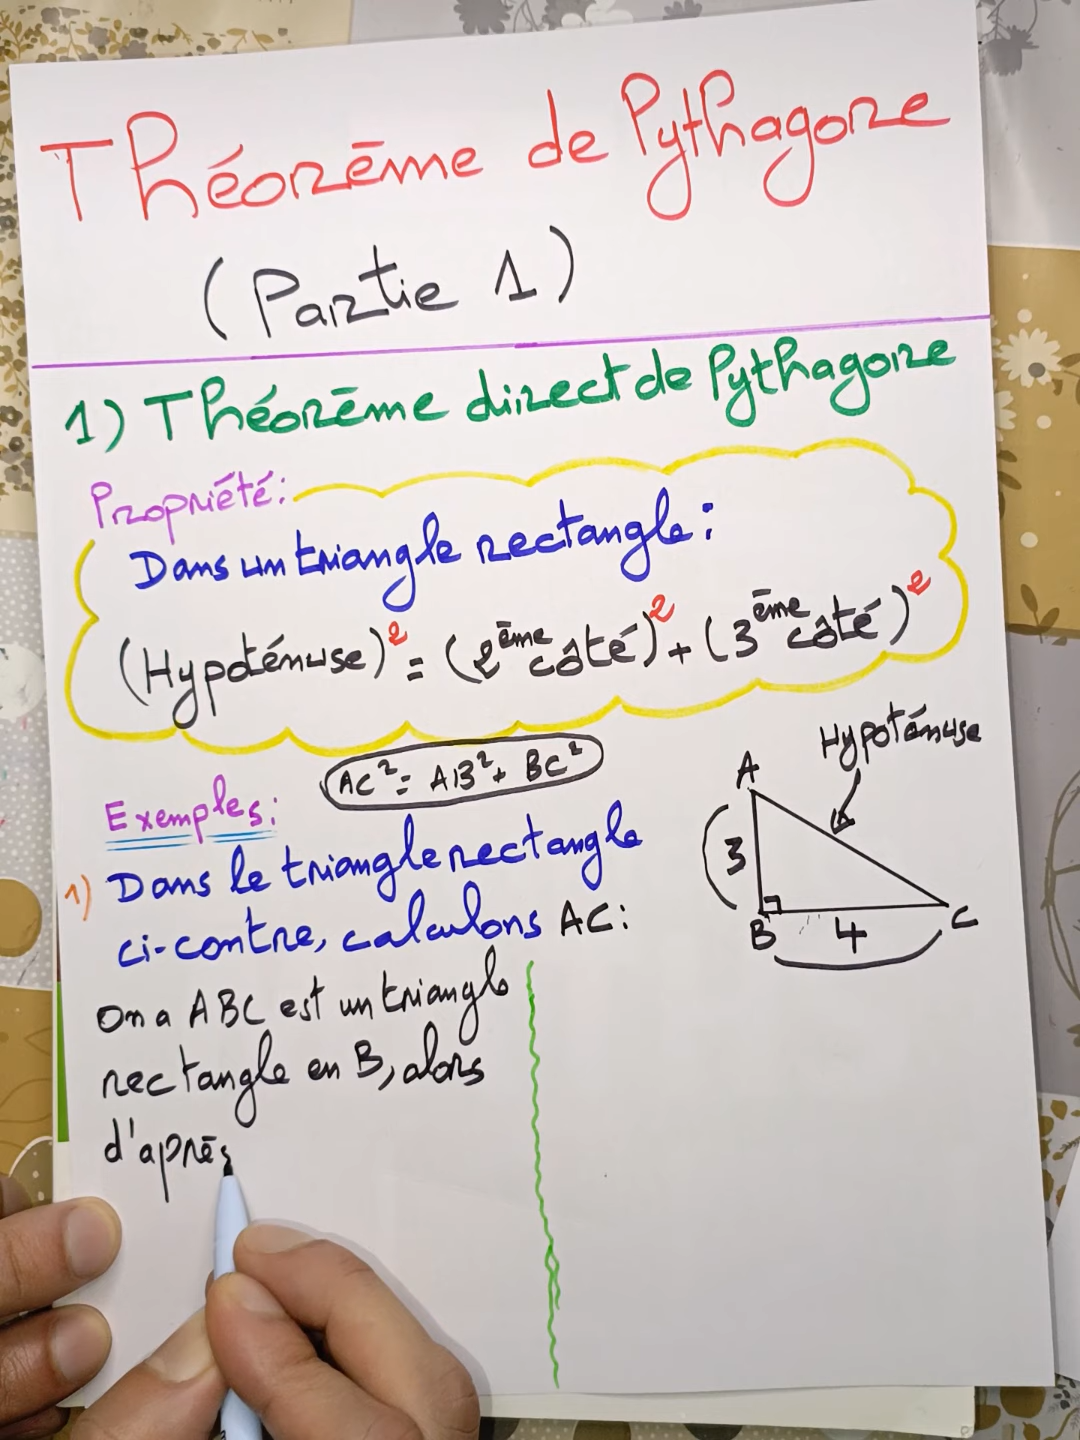 Théorème de Pythagore
(Partie 1)
1) Théorème direct de Pythagore
Propriété:
Dans un triangle rectangle:
(Hypoténuse)² = (2ème côté)² + (3ème côté)²
AC² = AB² + BC²
Hypoténuse
A
3
B
4
C
Exemples:
1) Dans le triangle rectangle
ci-contre, calculons AC:
On a ABC est un triangle
rectangle en B, alors
d'après